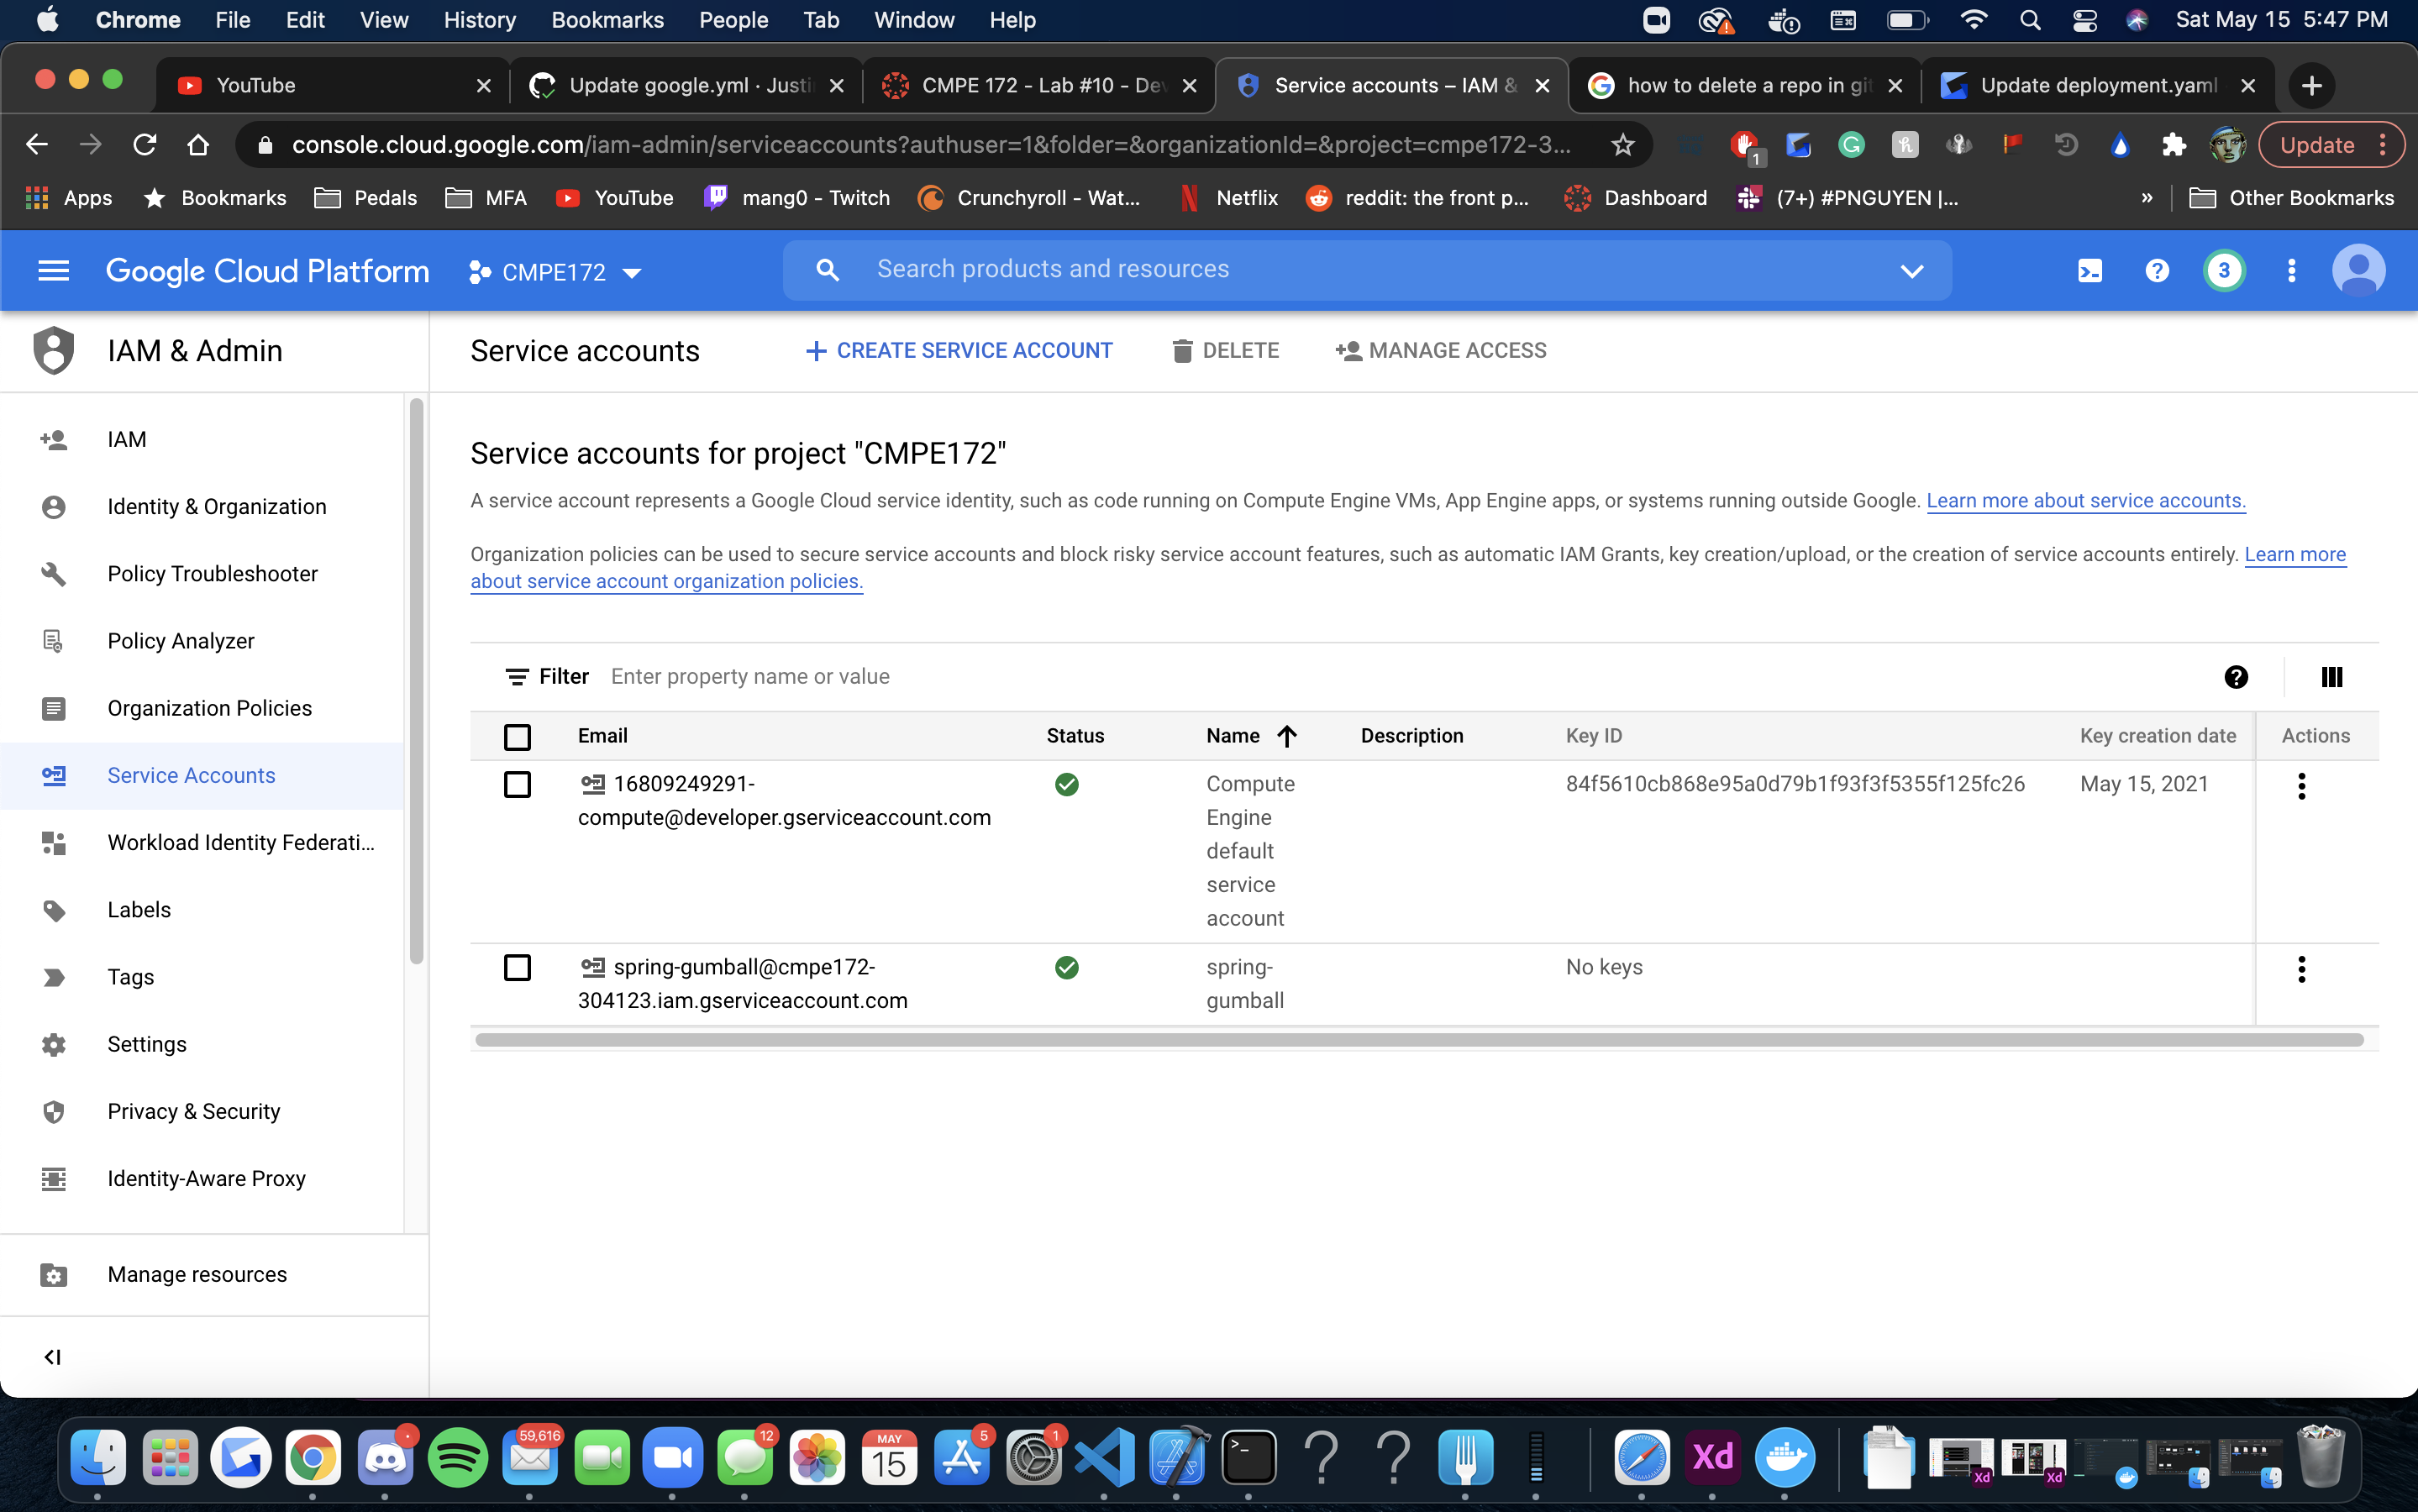 Chrome File Edit View History Bookmarks People Tab Window Help Sat May 15 5:47 PM
YouTube Update google.yml · Justi CMPE 172 - Lab #10 - Dev Service accounts – IAM & how to delete a repo in git Update deployment.yaml
console.cloud.google.com/iam-admin/serviceaccounts?authuser=1&folder=&organizationId=&project=cmpe172-3... 1 Update
Apps Bookmarks Pedals MFA YouTube mang0 - Twitch Crunchyroll - Wat... Netflix reddit: the front p... Dashboard (7+) #PNGUYEN |... » Other Bookmarks
Google Cloud Platform CMPE172 Search products and resources 3
IAM & Admin
Service accounts + CREATE SERVICE ACCOUNT DELETE MANAGE ACCESS
IAM
Identity & Organization
Policy Troubleshooter
Policy Analyzer
Organization Policies
Service Accounts
Workload Identity Federati...
Labels
Tags
Settings
Privacy & Security
Identity-Aware Proxy
Manage resources
Service accounts for project "CMPE172"
A service account represents a Google Cloud service identity, such as code running on Compute Engine VMs, App Engine apps, or systems running outside Google. Learn more about service accounts.
Organization policies can be used to secure service accounts and block risky service account features, such as automatic IAM Grants, key creation/upload, or the creation of service accounts entirely. Learn more
about service account organization policies.
Filter Enter property name or value
Email Status Name Description Key ID Key creation date Actions
16809249291- Compute 84f5610cb868e95a0d79b1f93f3f5355f125fc26 May 15, 2021
compute@developer.gserviceaccount.com Engine
default
service
account
spring-gumball@cmpe172- spring- No keys
304123.iam.gserviceaccount.com gumball
59,616 12 MAY 15 5 1 >_ ? ? Xd Xd Xd